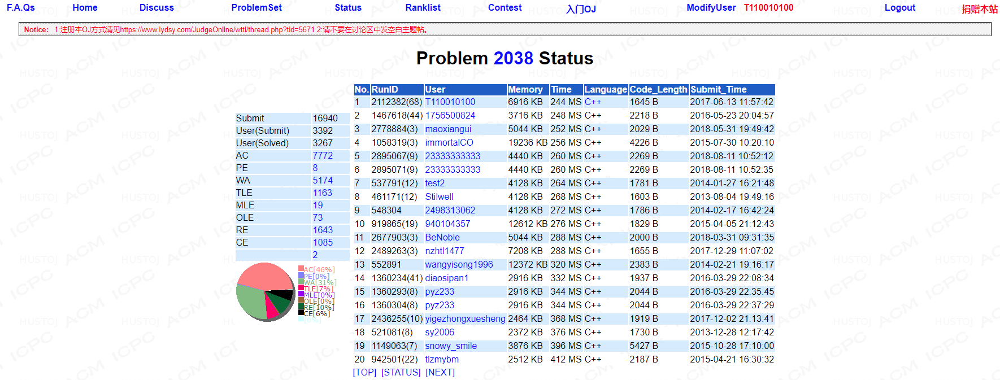 F.A.Qs Home Discuss ProblemSet Status Ranklist Contest 入门OJ ModifyUser T110010100 Logout 捐赠本站
Notice: 1:注册本OJ方式请见https://www.lydsy.com/JudgeOnline/wttl/thread.php?tid=5671 2:请不要在讨论区中发空白主题帖。
Problem 2038 Status
Submit 16940
User(Submit) 3392
User(Solved) 3267
AC 7772
PE 8
WA 5174
TLE 1163
MLE 19
OLE 73
RE 1643
CE 1085
2
AC[46%]
PE[0%]
WA[31%]
TLE[7%]
MLE[0%]
OLE[0%]
RE[10%]
CE[6%]
[0%]
No. RunID User Memory Time Language Code_Length Submit_Time
1 2112382(68) T110010100 6916 KB 244 MS C++ 1645 B 2017-06-13 11:57:42
2 1467618(44) 1756500824 3716 KB 248 MS C++ 2218 B 2016-05-23 20:04:57
3 2778884(3) maoxiangui 5044 KB 252 MS C++ 2029 B 2018-05-31 19:49:42
4 1058319(3) immortalCO 19236 KB 256 MS C++ 4226 B 2015-07-30 10:20:10
5 2895067(9) 23333333333 4440 KB 260 MS C++ 2269 B 2018-08-11 10:52:12
6 2895071(9) 23333333333 4440 KB 260 MS C++ 2269 B 2018-08-11 10:52:35
7 537791(12) test2 4128 KB 264 MS C++ 1781 B 2014-01-27 16:21:48
8 461171(12) Stilwell 4128 KB 268 MS C++ 1603 B 2013-08-04 19:49:16
9 548304 2498313062 4128 KB 272 MS C++ 1786 B 2014-02-17 16:42:24
10 919865(19) 940104357 12612 KB 276 MS C++ 1829 B 2015-04-05 21:12:43
11 2677903(3) BeNoble 5044 KB 288 MS C++ 2000 B 2018-03-31 09:31:35
12 2489263(3) nzhtl1477 7208 KB 288 MS C++ 1655 B 2017-12-29 11:07:02
13 552891 wangyisong1996 12372 KB 320 MS C++ 2383 B 2014-02-21 19:16:17
14 1360234(41) diaosipan1 2916 KB 332 MS C++ 1937 B 2016-03-29 22:08:34
15 1360293(8) pyz233 2916 KB 344 MS C++ 2044 B 2016-03-29 22:35:45
16 1360304(8) pyz233 2916 KB 344 MS C++ 2044 B 2016-03-29 22:37:29
17 2436255(10) yigezhongxuesheng 2464 KB 368 MS C++ 1919 B 2017-12-02 21:13:41
18 521081(8) sy2006 2372 KB 376 MS C++ 1730 B 2013-12-28 12:17:42
19 1149063(7) snowy_smile 3876 KB 396 MS C++ 5427 B 2015-10-28 17:10:00
20 942501(22) tlzmybm 2512 KB 412 MS C++ 2187 B 2015-04-21 16:30:32
[TOP] [STATUS] [NEXT]